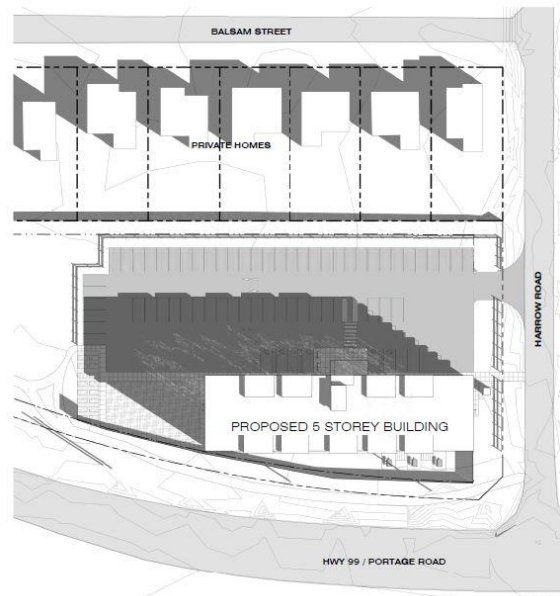 BALSAM STREET
PRIVATE HOMES
HARROW ROAD
PROPOSED 5 STOREY BUILDING
HWY 99 / PORTAGE ROAD